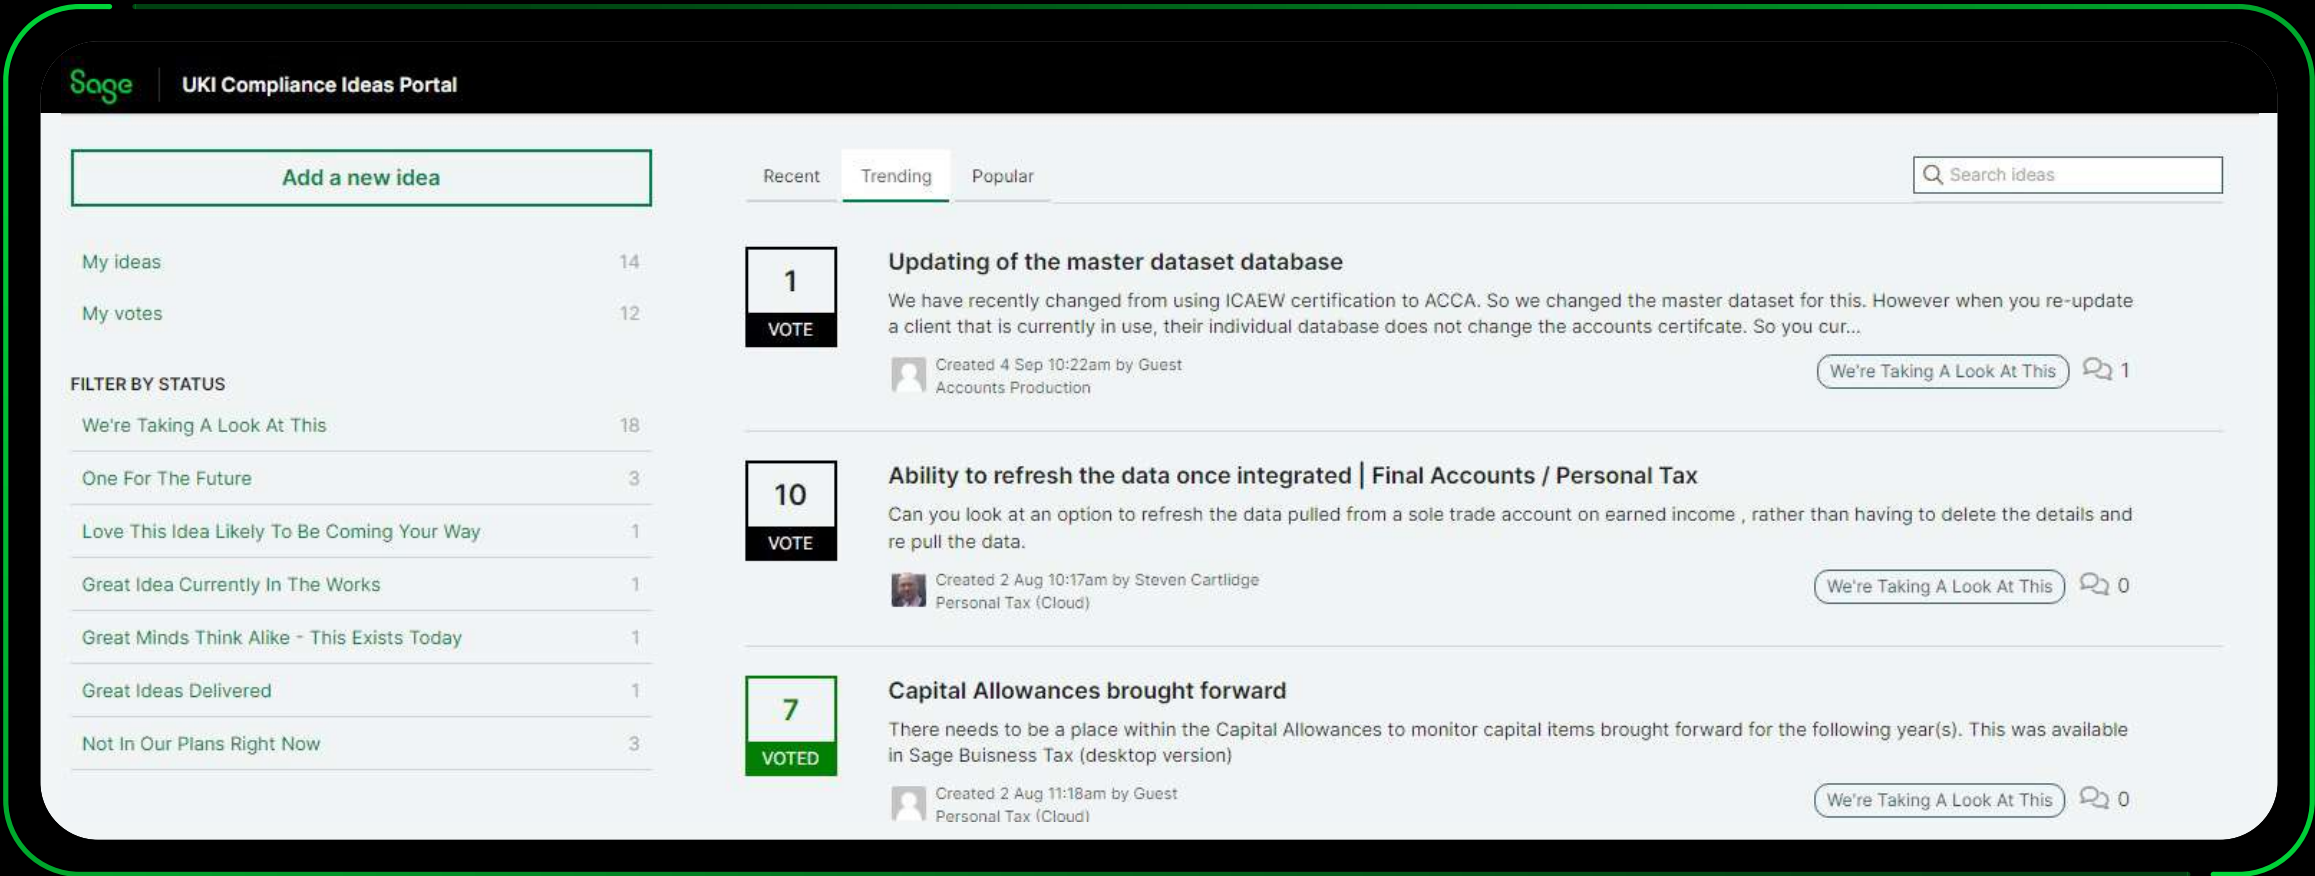 Sage
UKI Compliance Ideas Portal
Add a new idea
My ideas 14
My votes 12
FILTER BY STATUS
We're Taking A Look At This 18
One For The Future 3
Love This Idea Likely To Be Coming Your Way 1
Great Idea Currently In The Works 1
Great Minds Think Alike - This Exists Today 1
Great Ideas Delivered 1
Not In Our Plans Right Now 3
Recent Trending Popular
Search ideas
1
VOTE
Updating of the master dataset database
We have recently changed from using ICAEW certification to ACCA. So we changed the master dataset for this. However when you re-update
a client that is currently in use, their individual database does not change the accounts certifcate. So you cur...
Created 4 Sep 10:22am by Guest
Accounts Production
We're Taking A Look At This 1
10
VOTE
Ability to refresh the data once integrated | Final Accounts / Personal Tax
Can you look at an option to refresh the data pulled from a sole trade account on earned income , rather than having to delete the details and
re pull the data.
Created 2 Aug 10:17am by Steven Cartlidge
Personal Tax (Cloud)
We're Taking A Look At This 0
7
VOTED
Capital Allowances brought forward
There needs to be a place within the Capital Allowances to monitor capital items brought forward for the following year(s). This was available
in Sage Buisness Tax (desktop version)
Created 2 Aug 11:18am by Guest
Personal Tax (Cloud)
We're Taking A Look At This 0